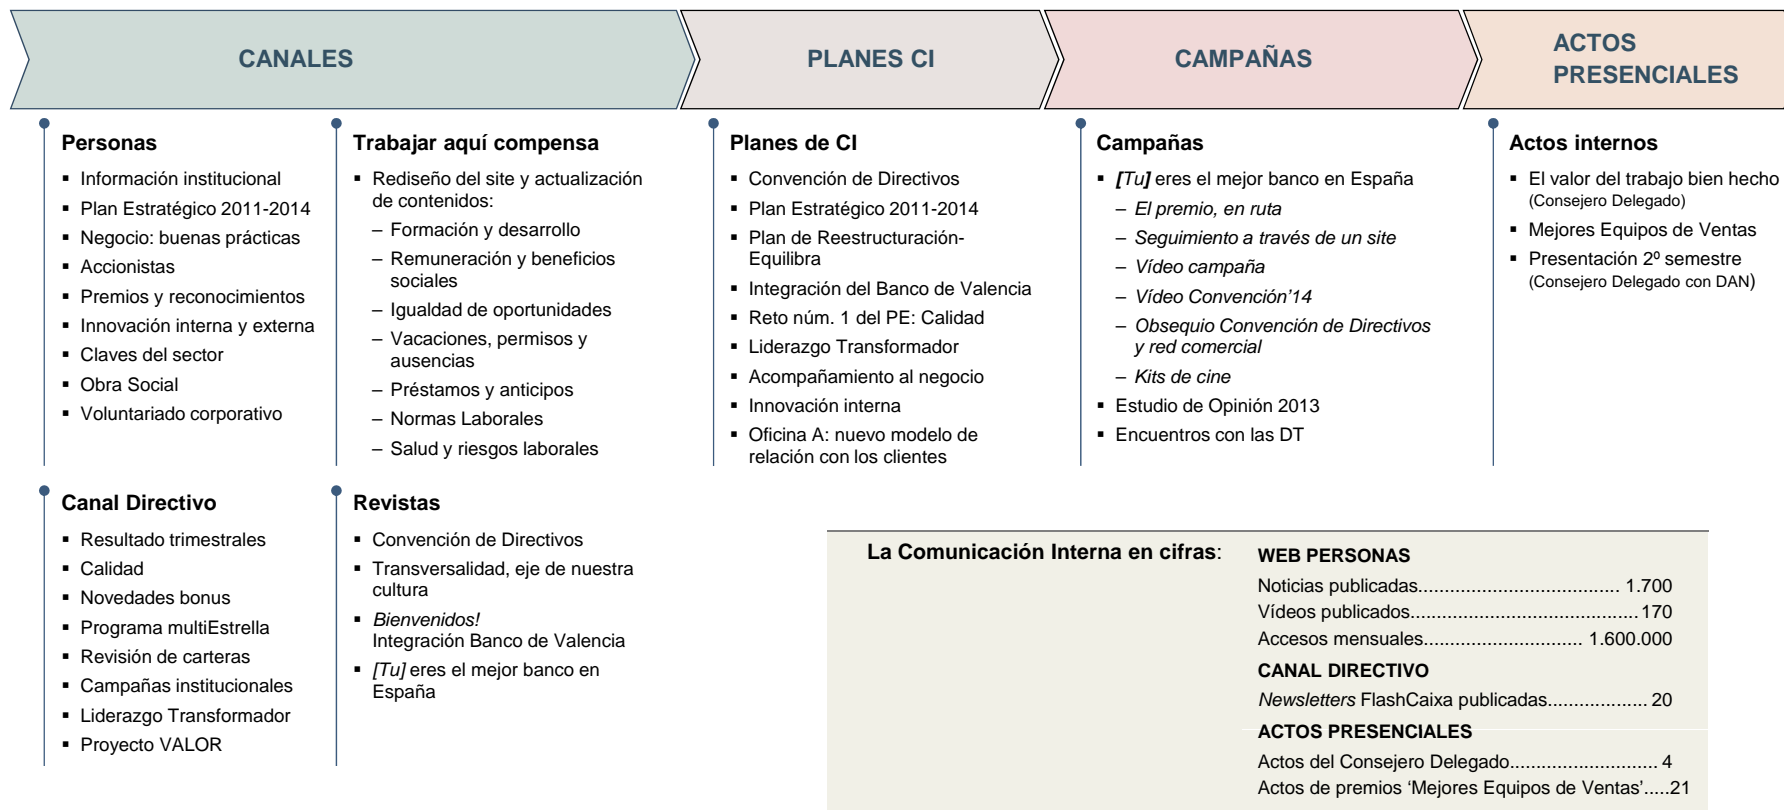 CANALES
PLANES CI
CAMPAÑAS
ACTOS
PRESENCIALES
Personas
▪ Información institucional
▪ Plan Estratégico 2011-2014
▪ Negocio: buenas prácticas
▪ Accionistas
▪ Premios y reconocimientos
▪ Innovación interna y externa
▪ Claves del sector
▪ Obra Social
▪ Voluntariado corporativo
Trabajar aquí compensa
▪ Rediseño del site y actualización
de contenidos:
– Formación y desarrollo
– Remuneración y beneficios
sociales
– Igualdad de oportunidades
– Vacaciones, permisos y
ausencias
– Préstamos y anticipos
– Normas Laborales
– Salud y riesgos laborales
Planes de CI
▪ Convención de Directivos
▪ Plan Estratégico 2011-2014
▪ Plan de Reestructuración-
Equilibra
▪ Integración del Banco de Valencia
▪ Reto núm. 1 del PE: Calidad
▪ Liderazgo Transformador
▪ Acompañamiento al negocio
▪ Innovación interna
▪ Oficina A: nuevo modelo de
relación con los clientes
Campañas
▪ [Tu] eres el mejor banco en España
– El premio, en ruta
– Seguimiento a través de un site
– Vídeo campaña
– Vídeo Convención’14
– Obsequio Convención de Directivos
y red comercial
– Kits de cine
▪ Estudio de Opinión 2013
▪ Encuentros con las DT
Actos internos
▪ El valor del trabajo bien hecho
(Consejero Delegado)
▪ Mejores Equipos de Ventas
▪ Presentación 2º semestre
(Consejero Delegado con DAN)
Canal Directivo
▪ Resultado trimestrales
▪ Calidad
▪ Novedades bonus
▪ Programa multiEstrella
▪ Revisión de carteras
▪ Campañas institucionales
▪ Liderazgo Transformador
▪ Proyecto VALOR
Revistas
▪ Convención de Directivos
▪ Transversalidad, eje de nuestra
cultura
▪ Bienvenidos!
Integración Banco de Valencia
▪ [Tu] eres el mejor banco en
España
La Comunicación Interna en cifras:
WEB PERSONAS
Noticias publicadas..................................... 1.700
Vídeos publicados......................................... 170
Accesos mensuales............................. 1.600.000
CANAL DIRECTIVO
Newsletters FlashCaixa publicadas.................. 20
ACTOS PRESENCIALES
Actos del Consejero Delegado........................... 4
Actos de premios ‘Mejores Equipos de Ventas’.....21